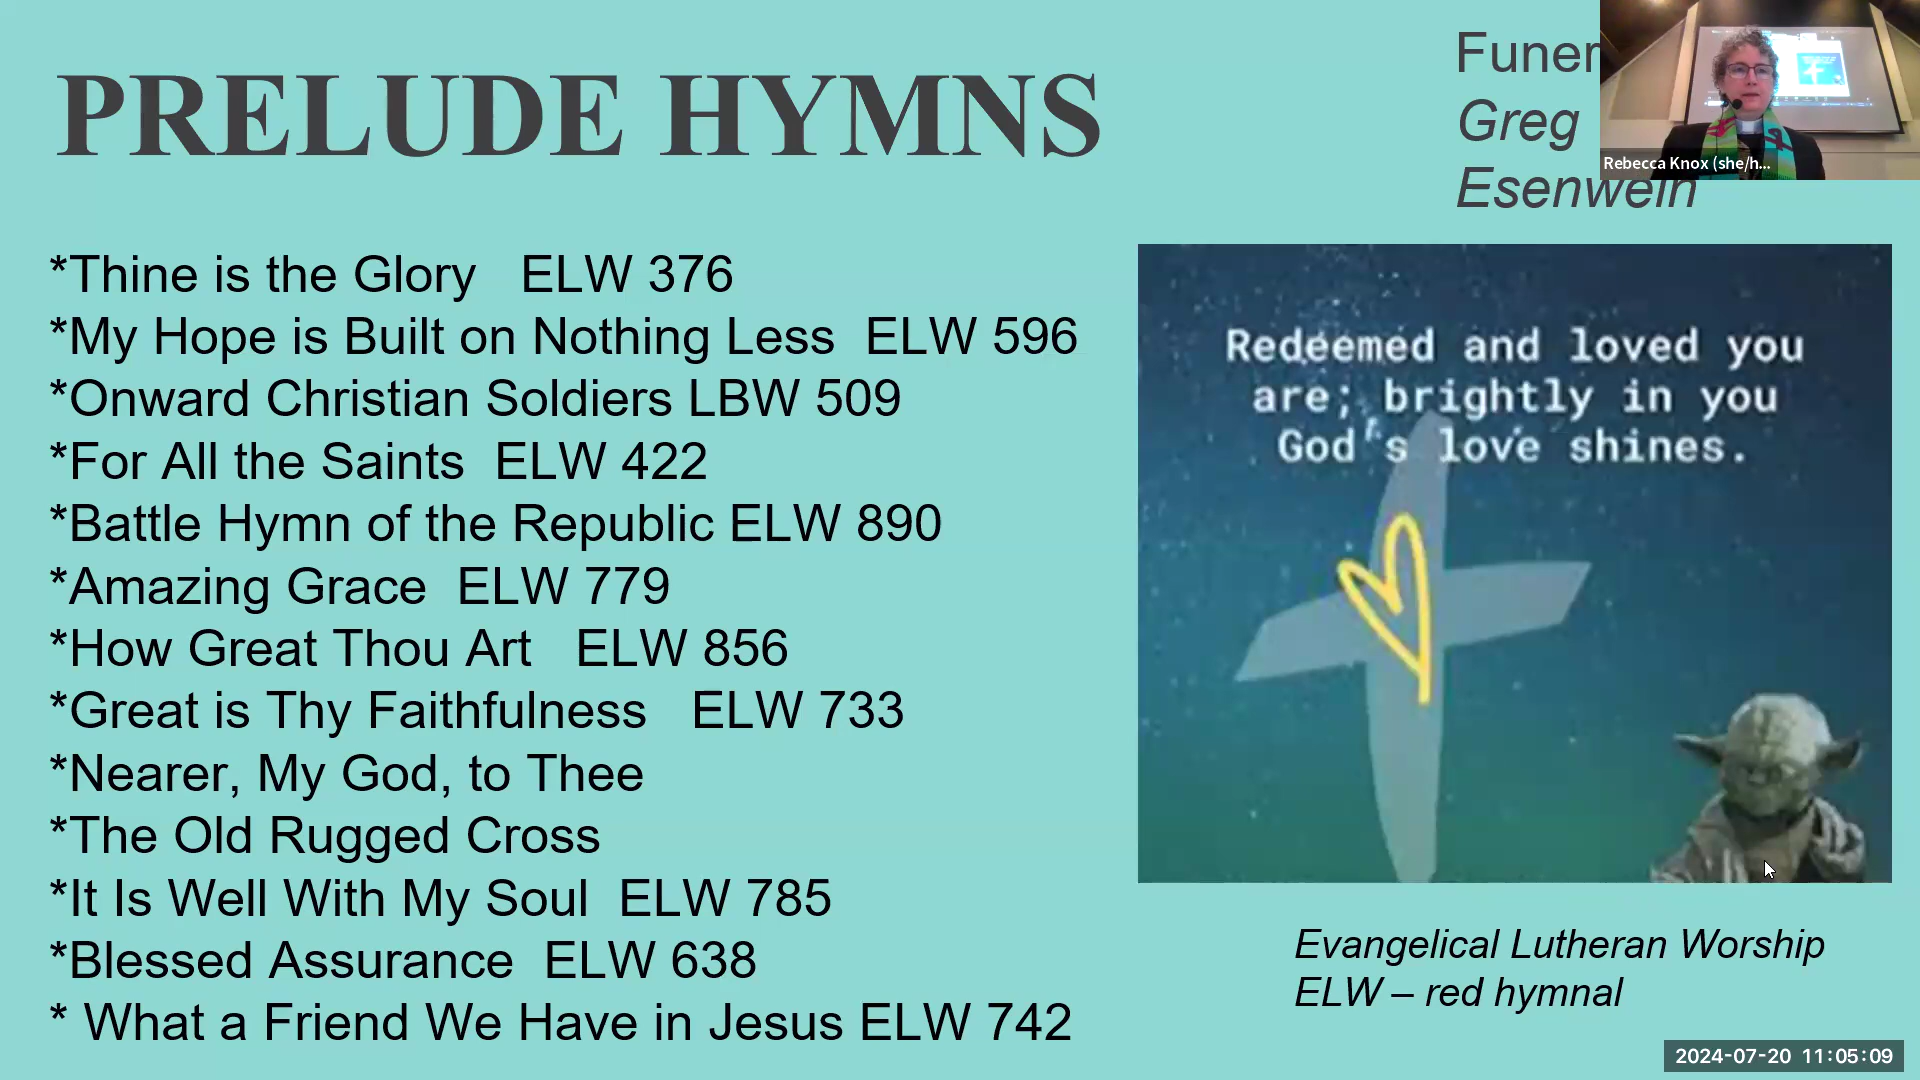 PRELUDE HYMNS
Funer
Greg
Esenwein
Rebecca Knox (she/h...
*Thine is the Glory ELW 376
*My Hope is Built on Nothing Less ELW 596
*Onward Christian Soldiers LBW 509
*For All the Saints ELW 422
*Battle Hymn of the Republic ELW 890
*Amazing Grace ELW 779
*How Great Thou Art ELW 856
*Great is Thy Faithfulness ELW 733
*Nearer, My God, to Thee
*The Old Rugged Cross
*It Is Well With My Soul ELW 785
*Blessed Assurance ELW 638
* What a Friend We Have in Jesus ELW 742
Redeemed and loved you
are; brightly in you
God's love shines.
Evangelical Lutheran Worship
ELW – red hymnal
2024-07-20 11:05:09